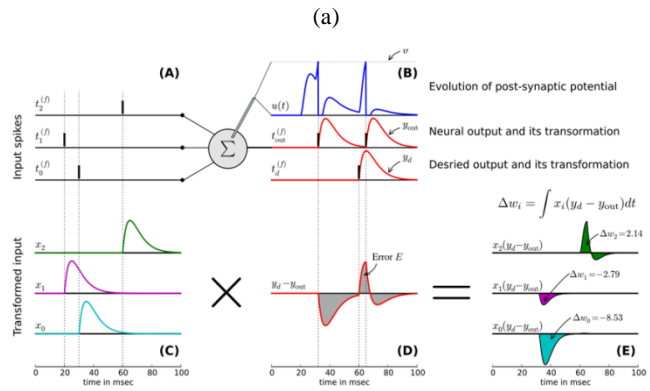 (a)
(A)
Input spikes
t_2^{(f)}
t_1^{(f)}
t_0^{(f)}
Σ
(B)
v
u(t)
t_out^{(f)}
y_out
t_d^{(f)}
y_d
Evolution of post-synaptic potential
Neural output and its transormation
Desried output and its transformation
Δw_i = ∫ x_i(y_d − y_out)dt
Transformed input
x_2
x_1
x_0
(C)
0 20 40 60 80 100
time in msec
×
y_d−y_out
Error E
(D)
0 20 40 60 80 100
time in msec
=
x_2(y_d−y_out)
Δw_2=2.14
x_1(y_d−y_out)
Δw_1=−2.79
x_0(y_d−y_out)
Δw_0=−8.53
(E)
0 20 40 60 80 100
time in msec